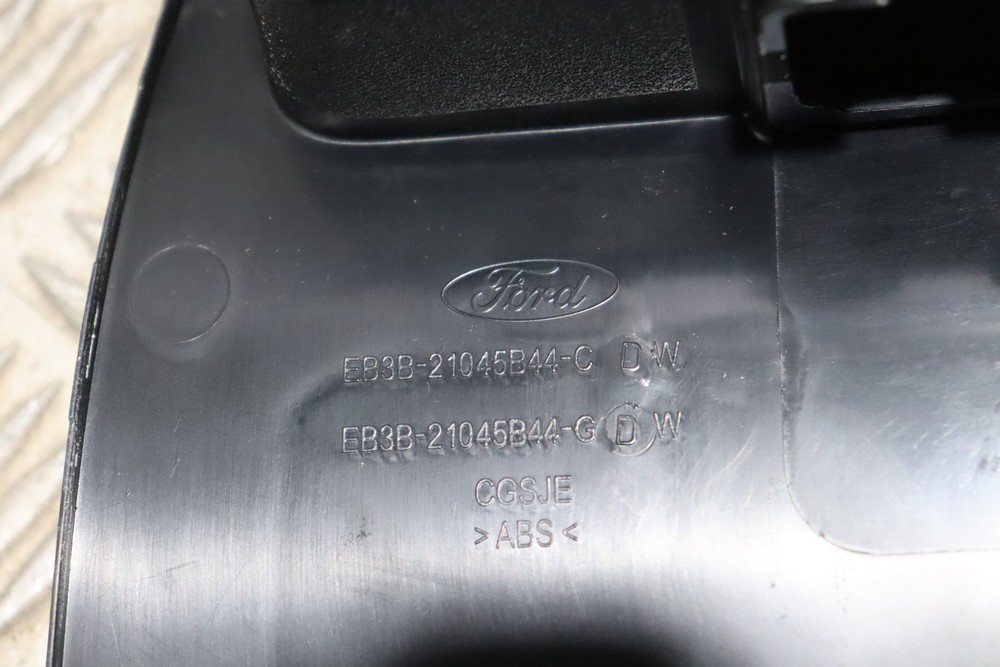 Ford
EB3B-21045B44-C D W
EB3B-21045B44-G D W
CGSJE
>ABS<